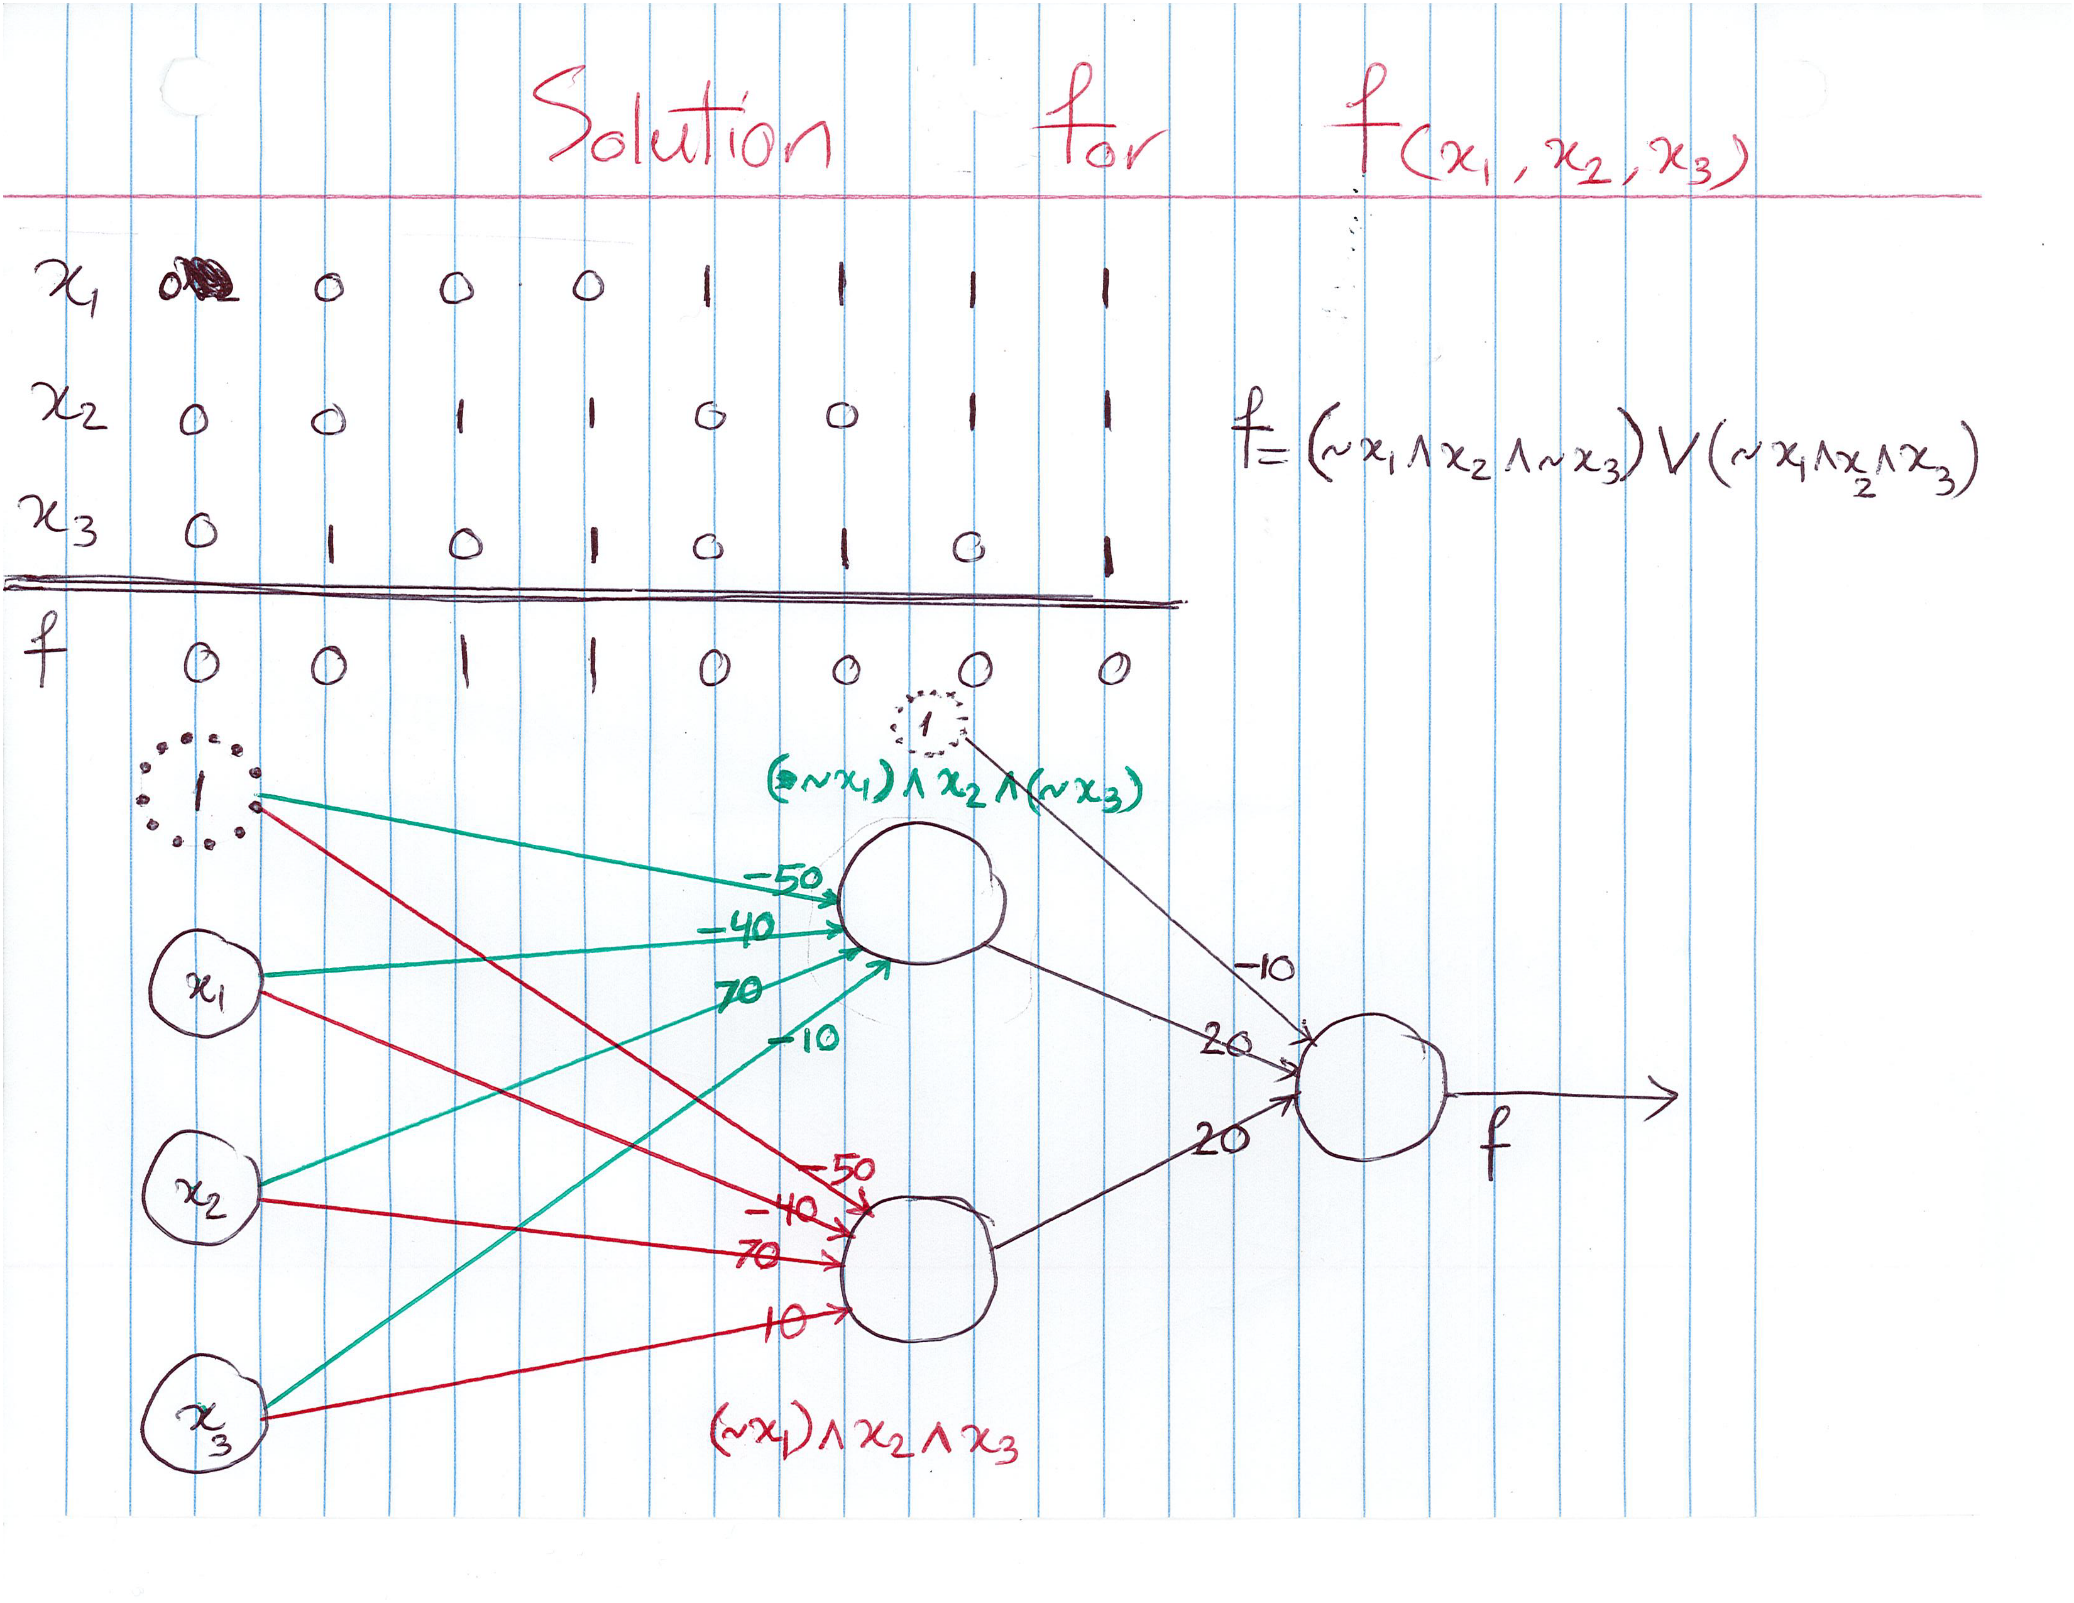 Solution for f(x₁, x₂, x₃)
x₁ 0 0 0 0 1 1 1 1
x₂ 0 0 1 1 0 0 1 1
f = (~x₁ ∧ x₂ ∧ ~x₃) ∨ (~x₁ ∧ x₂ ∧ x₃)
x₃ 0 1 0 1 0 1 0 1
f 0 0 1 1 0 0 0 0
1
(~x₁) ∧ x₂ ∧ (~x₃)
1
-50
-40
-10
x₁
70
-10
20
20
f
x₂
-50
-40
70
10
x₃
(~x₁) ∧ x₂ ∧ x₃